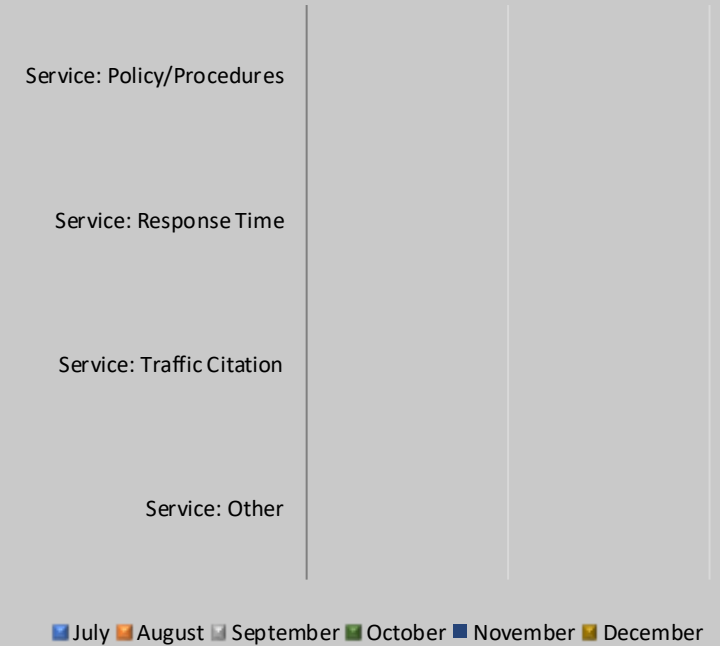 Service: Policy/Procedures
Service: Response Time
Service: Traffic Citation
Service: Other
July August September October November December